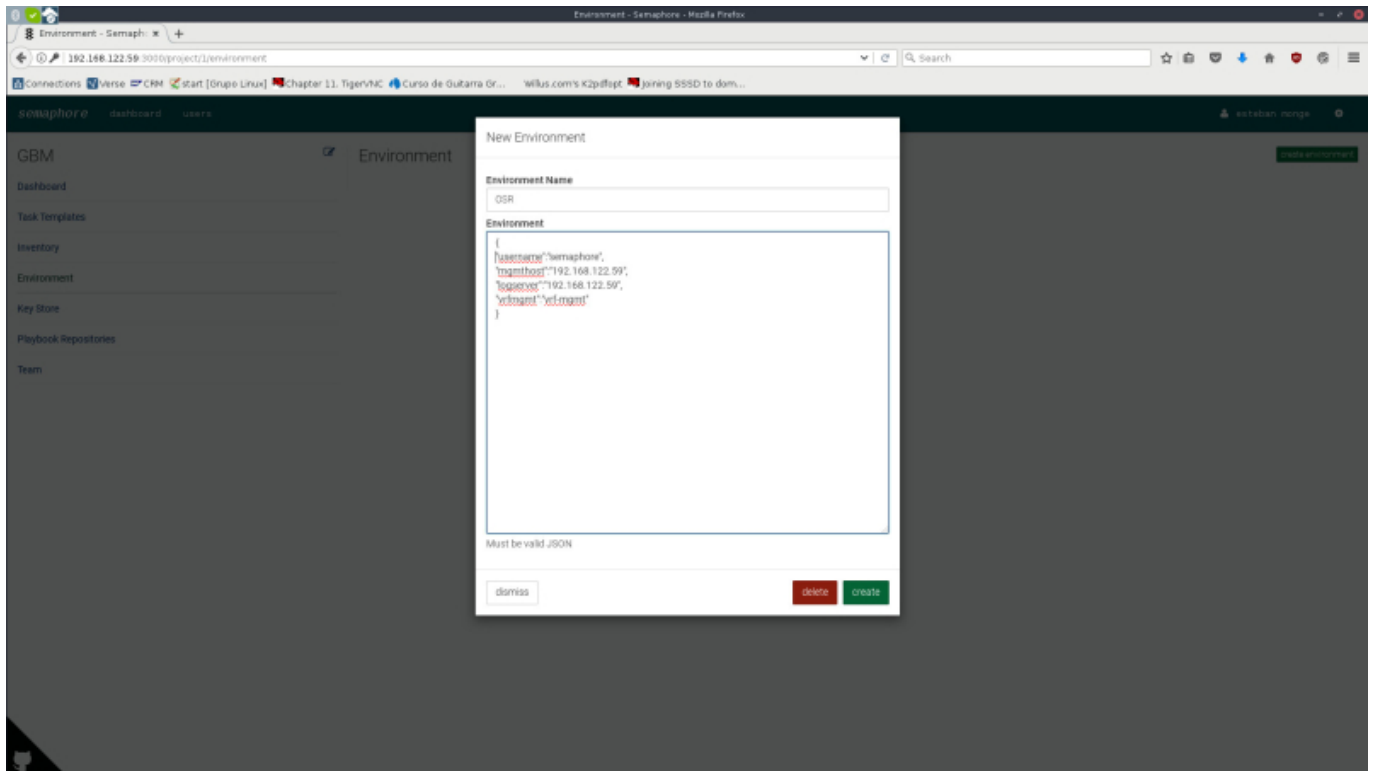 Environment - Semaphore - Mozilla Firefox
Environment - Semaph
192.168.122.59:3000/project/1/environment
Search
Connections Verse CRM start [Grupo Linux] Chapter 11. TigerVNC Curso de Guitarra Gr... Willus.com's K2pdfopt Joining SSSD to dom...
semaphore dashboard users esteban monge
GBM
Environment
create environment
Dashboard
Task Templates
Inventory
Environment
Key Store
Playbook Repositories
Team
New Environment
Environment Name
OSR
Environment
{
"username":"semaphore",
"mgmthost":"192.168.122.59",
"logserver":"192.168.122.59",
"vrfmgmt":"vrf-mgmt"
}
Must be valid JSON
dismiss
delete
create